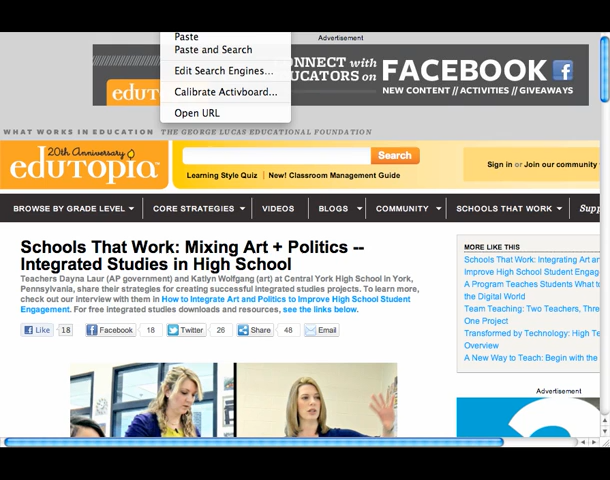 Paste
Paste and Search
Edit Search Engines...
Calibrate Activboard...
Open URL
Advertisement
CONNECT with
EDUCATORS on
FACEBOOK
NEW CONTENT // ACTIVITIES // GIVEAWAYS
WHAT WORKS IN EDUCATION THE GEORGE LUCAS EDUCATIONAL FOUNDATION
20th Anniversary
edutopia
Search
Learning Style Quiz | New! Classroom Management Guide
Sign in or Join our community
BROWSE BY GRADE LEVEL CORE STRATEGIES VIDEOS BLOGS COMMUNITY SCHOOLS THAT WORK Supp
Schools That Work: Mixing Art + Politics --
Integrated Studies in High School
Teachers Dayna Laur (AP government) and Katlyn Wolfgang (art) at Central York High School in York,
Pennsylvania, share their strategies for creating successful integrated studies projects. To learn more,
check out our interview with them in How to Integrate Art and Politics to Improve High School Student
Engagement. For free integrated studies downloads and resources, see the links below.
Like 18 Facebook 18 Twitter 26 Share 48 Email
MORE LIKE THIS
Schools That Work: Integrating Art an
Improve High School Student Engag
A Program Teaches Students What to
the Digital World
Team Teaching: Two Teachers, Thre
One Project
Transformed by Technology: High Te
Overview
A New Way to Teach: Begin with the
Advertisement